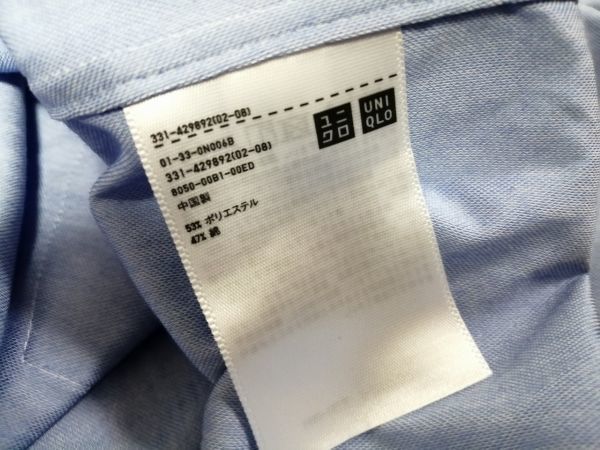 331-429892(02-08)
01-33-0N006B
331-429892(02-08)
8050-00B1-00ED
中国製
53% ポリエステル
47% 綿
ユニ
クロ
UNI
QLO